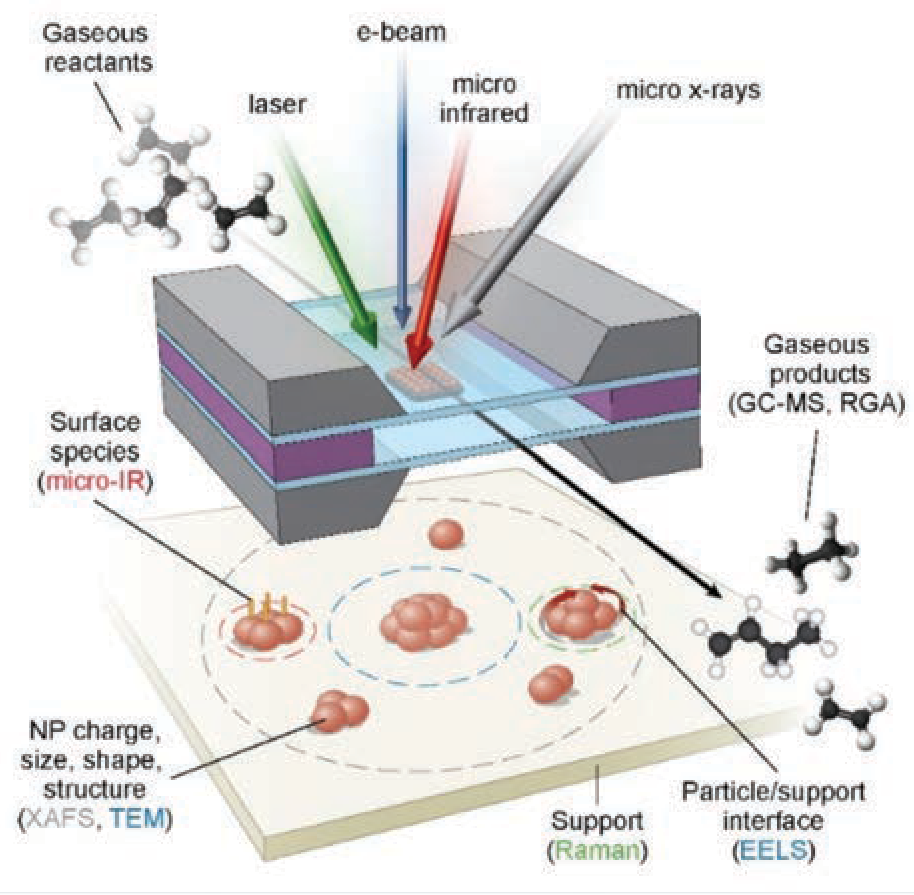 Gaseous
reactants
e-beam
laser
micro
infrared
micro x-rays
Gaseous
products
(GC-MS, RGA)
Surface
species
(micro-IR)
NP charge,
size, shape,
structure
(XAFS, TEM)
Support
(Raman)
Particle/support
interface
(EELS)